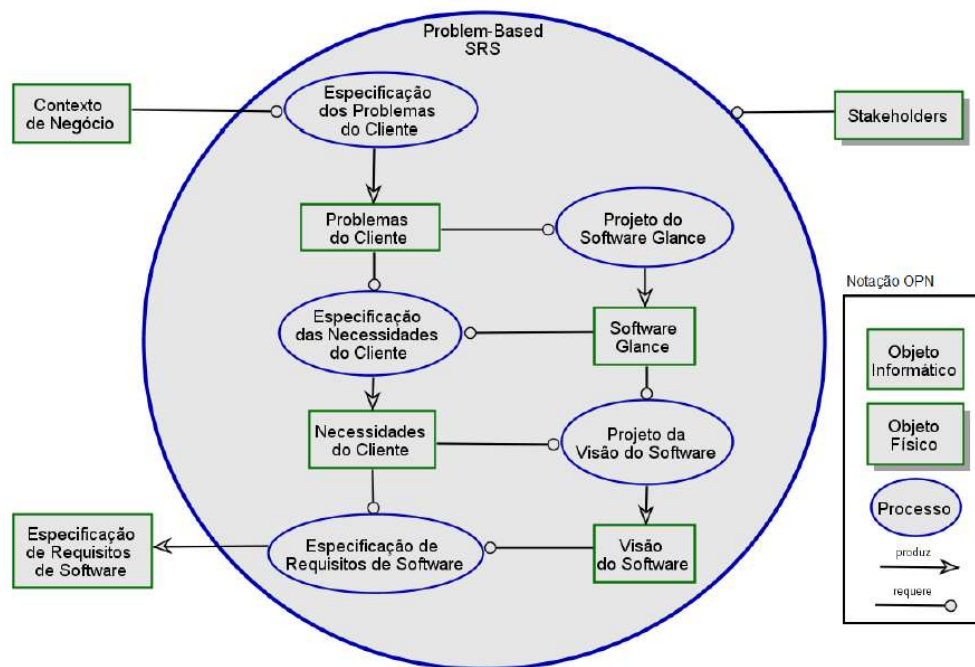 Problem-Based
SRS
Contexto
de Negócio
Especificação
dos Problemas
do Cliente
Stakeholders
Problemas
do Cliente
Projeto do
Software Glance
Especificação
das Necessidades
do Cliente
Software
Glance
Necessidades
do Cliente
Projeto da
Visão do Software
Especificação
de Requisitos
de Software
Especificação de
Requisitos de Software
Visão
do Software
Notação OPN
Objeto
Informático
Objeto
Físico
Processo
produz
requere